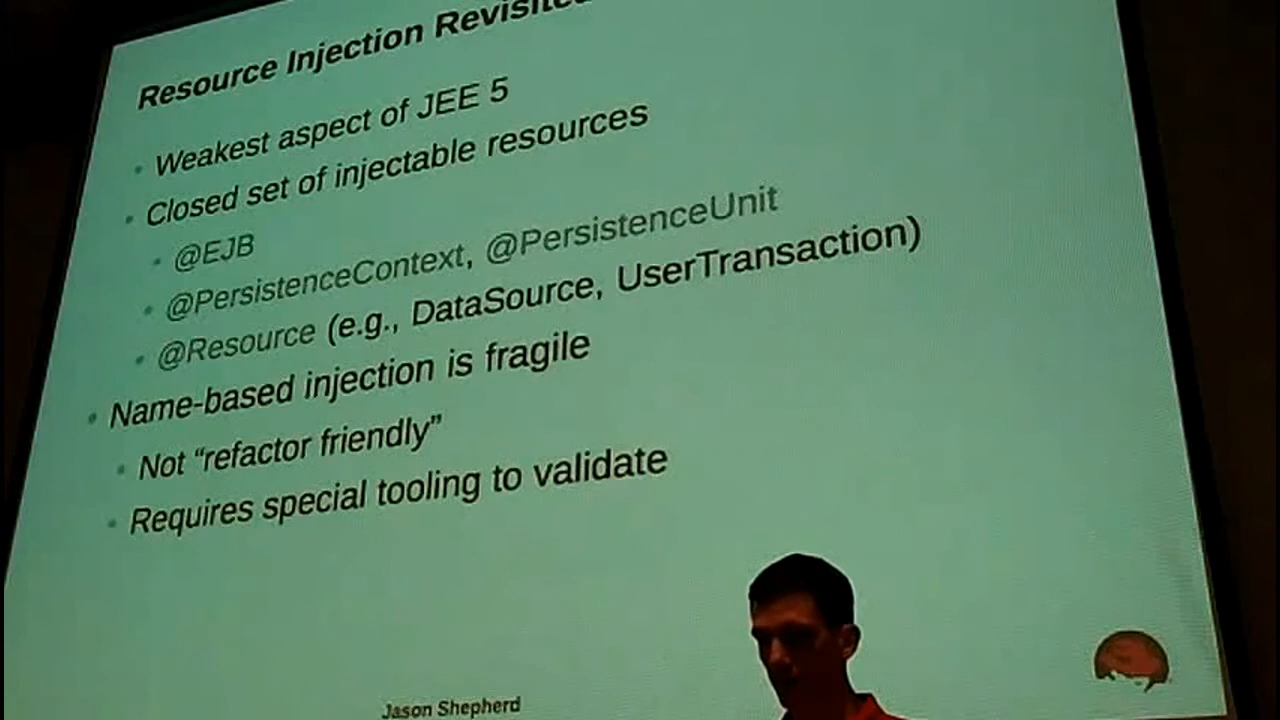 Resource Injection Revisited
Weakest aspect of JEE 5
Closed set of injectable resources
@EJB
@PersistenceContext, @PersistenceUnit
@Resource (e.g., DataSource, UserTransaction)
Name-based injection is fragile
Not “refactor friendly”
Requires special tooling to validate
Jason Shepherd